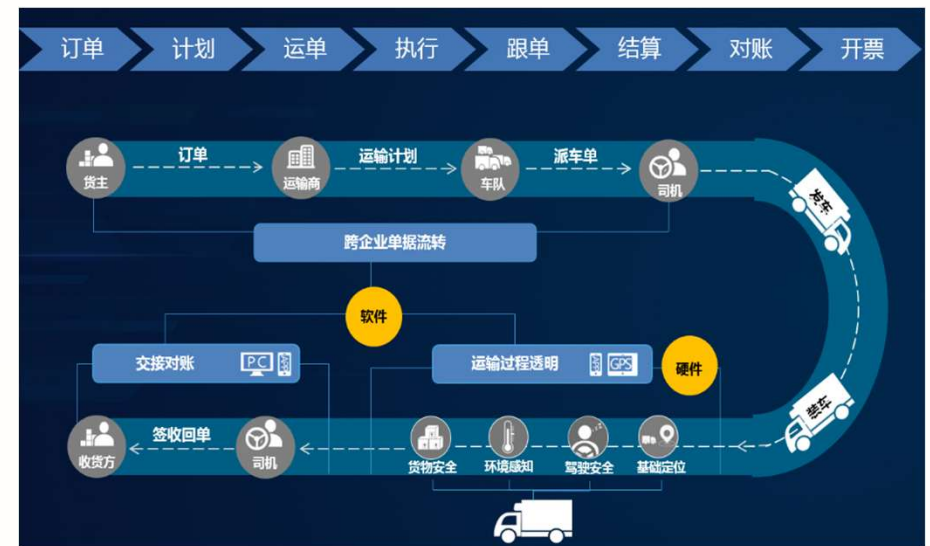 订单
计划
运单
执行
跟单
结算
对账
开票
订单
运输计划
派车单
货主
运输商
车队
司机
发车
跨企业单据流转
软件
交接对账
PC
运输过程透明
GPS
硬件
装车
签收回单
收货方
司机
货物安全
环境感知
驾驶安全
基础定位